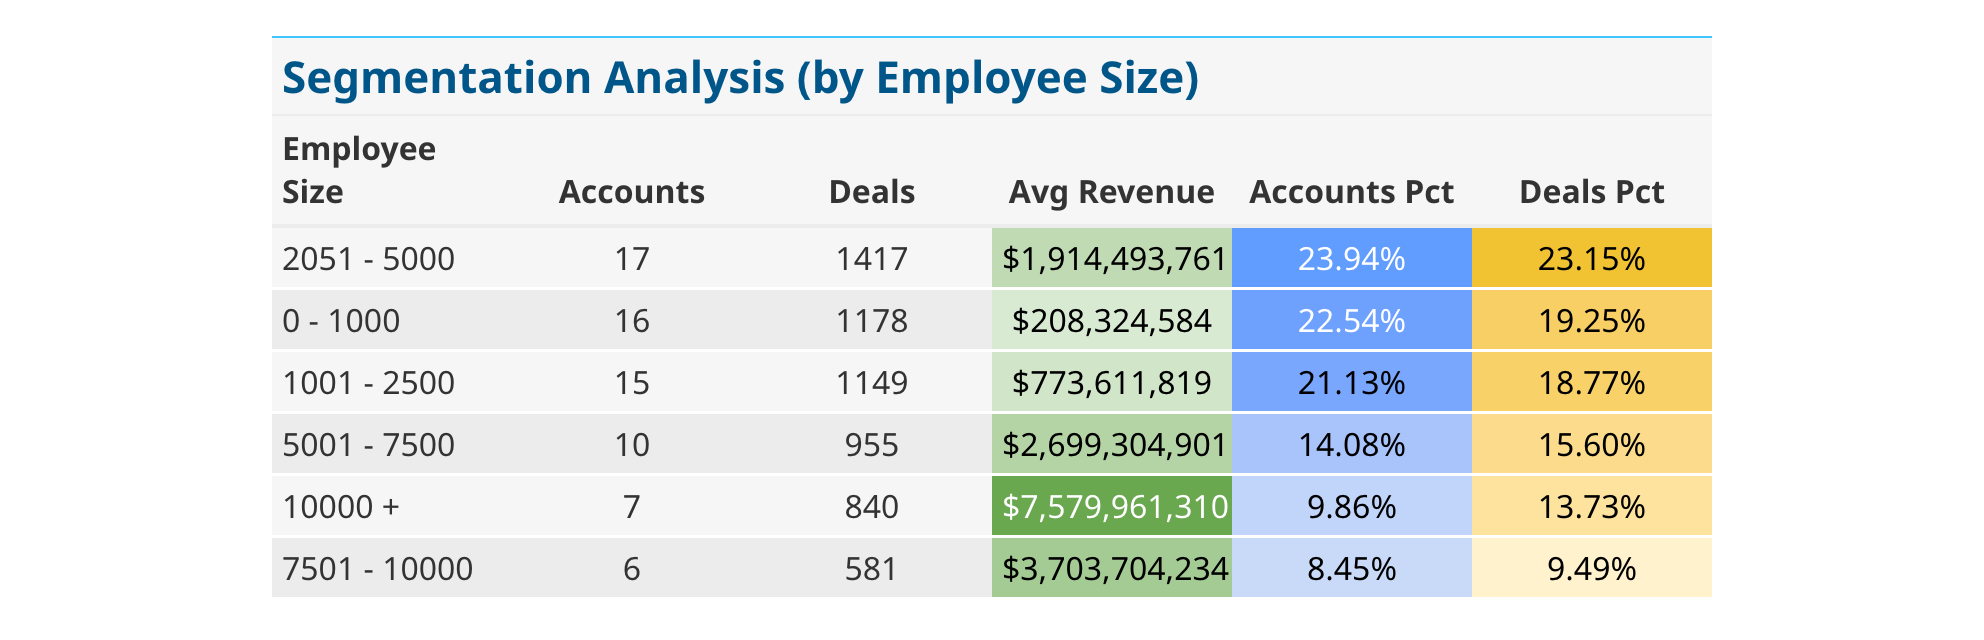 Segmentation Analysis (by Employee Size)
Employee
Size Accounts Deals Avg Revenue Accounts Pct Deals Pct
2051 - 5000 17 1417 $1,914,493,761 23.94% 23.15%
0 - 1000 16 1178 $208,324,584 22.54% 19.25%
1001 - 2500 15 1149 $773,611,819 21.13% 18.77%
5001 - 7500 10 955 $2,699,304,901 14.08% 15.60%
10000 + 7 840 $7,579,961,310 9.86% 13.73%
7501 - 10000 6 581 $3,703,704,234 8.45% 9.49%